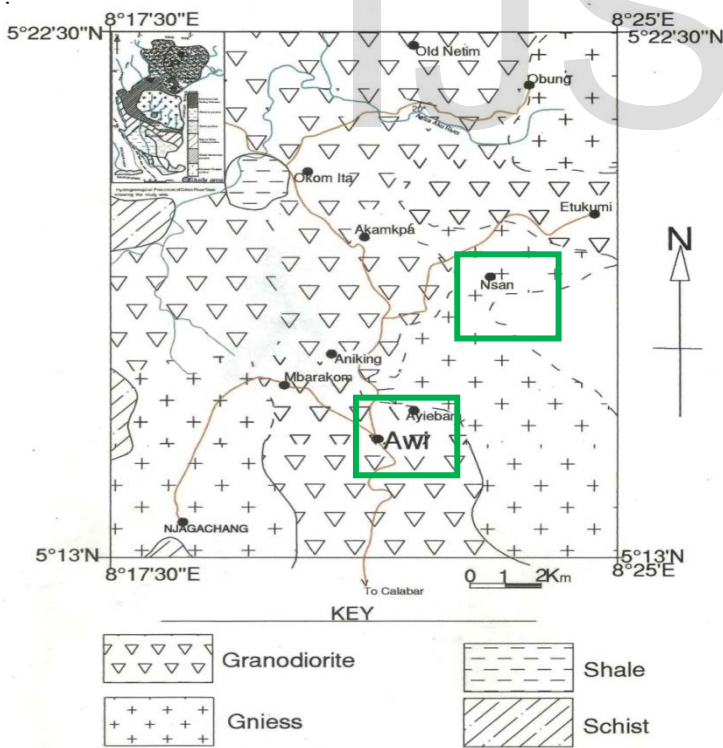 IJS
8°17'30"E
8°25'E
5°22'30"N
5°22'30"N
Old Netim
Obung
Okom Ita
Etukumi
Akamkpa
Nsan
N
Aniking
Mbarakom
Ayiebam
Awi
NJAGACHANG
5°13'N
5°13'N
8°17'30"E
8°25'E
0 1 2Km
To Calabar
KEY
Granodiorite
Shale
Gniess
Schist